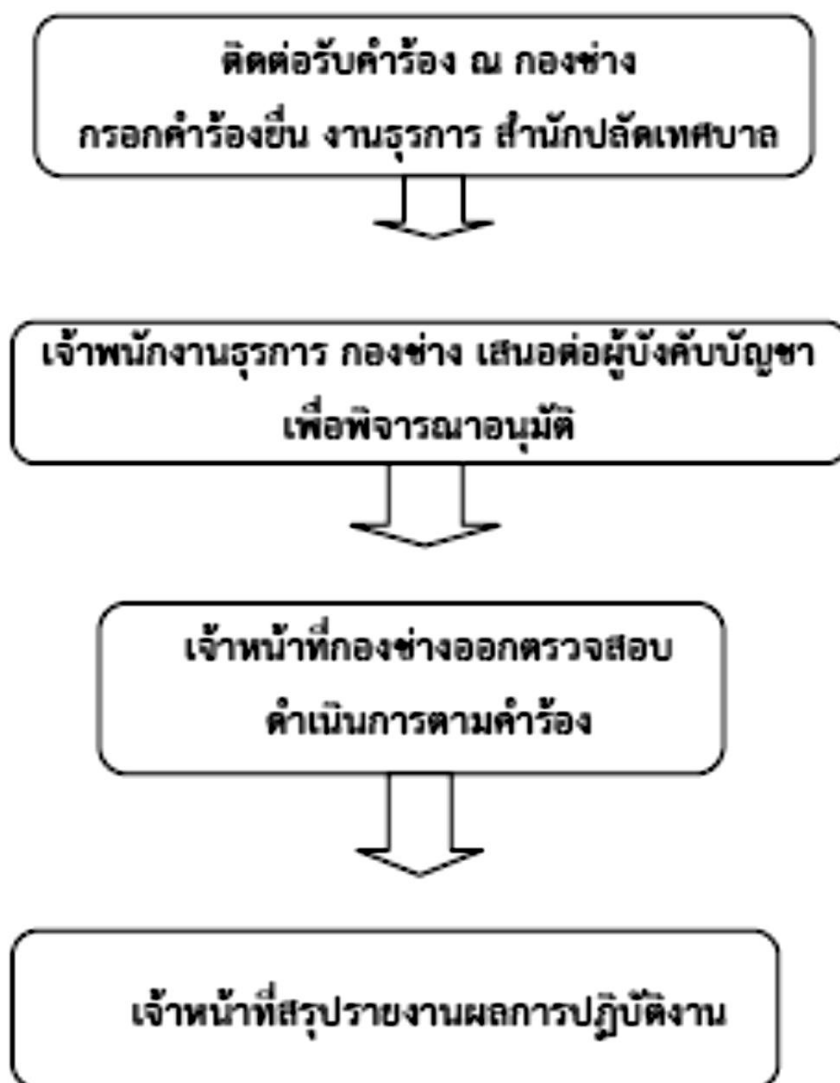 ติดต่อรับคำร้อง ณ กองช่าง
กรอกคำร้องยื่น งานธุรการ สำนักปลัดเทศบาล
เจ้าพนักงานธุรการ กองช่าง เสนอต่อผู้บังคับบัญชา
เพื่อพิจารณาอนุมัติ
เจ้าหน้าที่กองช่างออกตรวจสอบ
ดำเนินการตามคำร้อง
เจ้าหน้าที่สรุปรายงานผลการปฏิบัติงาน